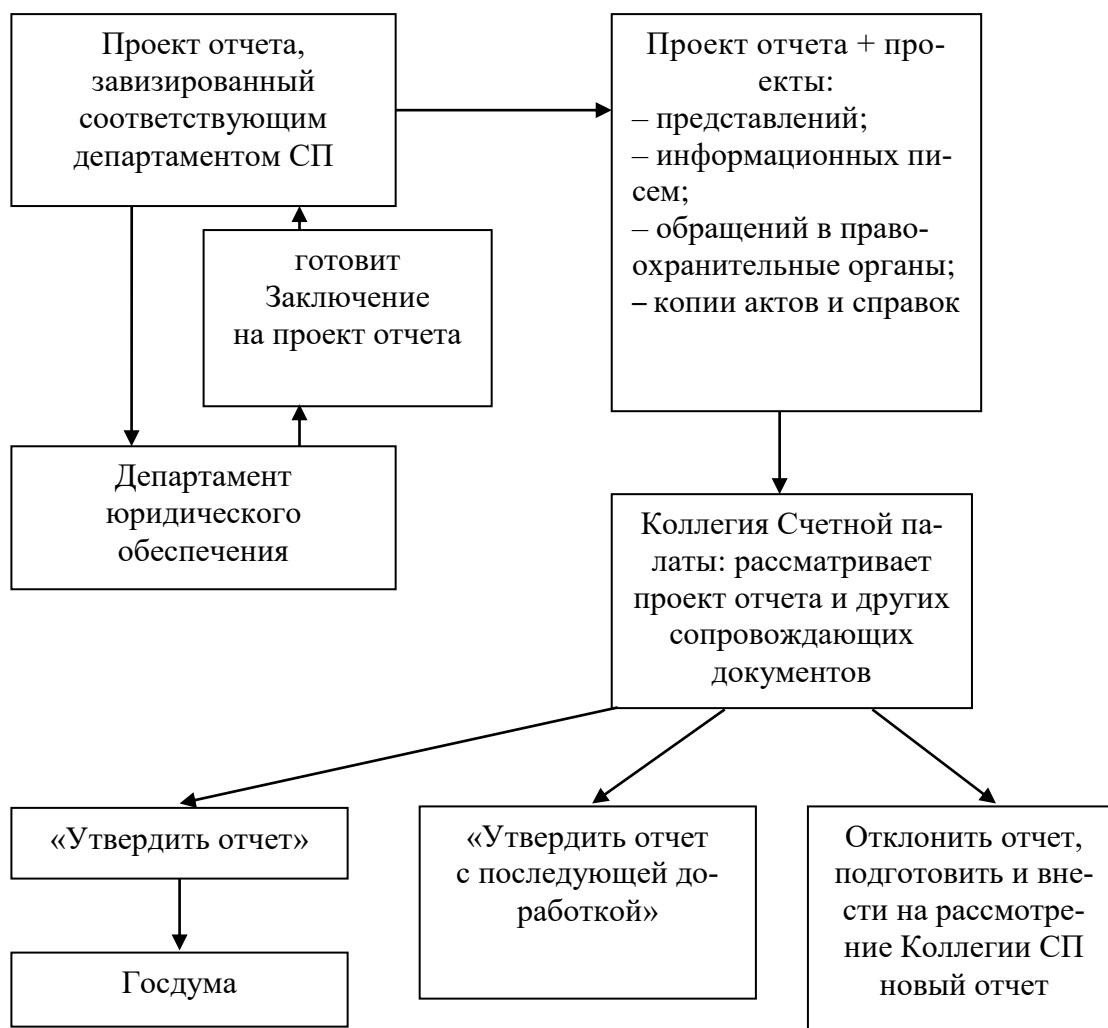 Проект отчета,
завизированный
соответствующим
департаментом СП
Проект отчета + про-
екты:
– представлений;
– информационных пи-
сем;
– обращений в право-
охранительные органы;
– копии актов и справок
готовит
Заключение
на проект отчета
Департамент
юридического
обеспечения
Коллегия Счетной па-
латы: рассматривает
проект отчета и других
сопровождающих
документов
«Утвердить отчет»
«Утвердить отчет
с последующей до-
работкой»
Отклонить отчет,
подготовить и вне-
сти на рассмотре-
ние Коллегии СП
новый отчет
Госдума